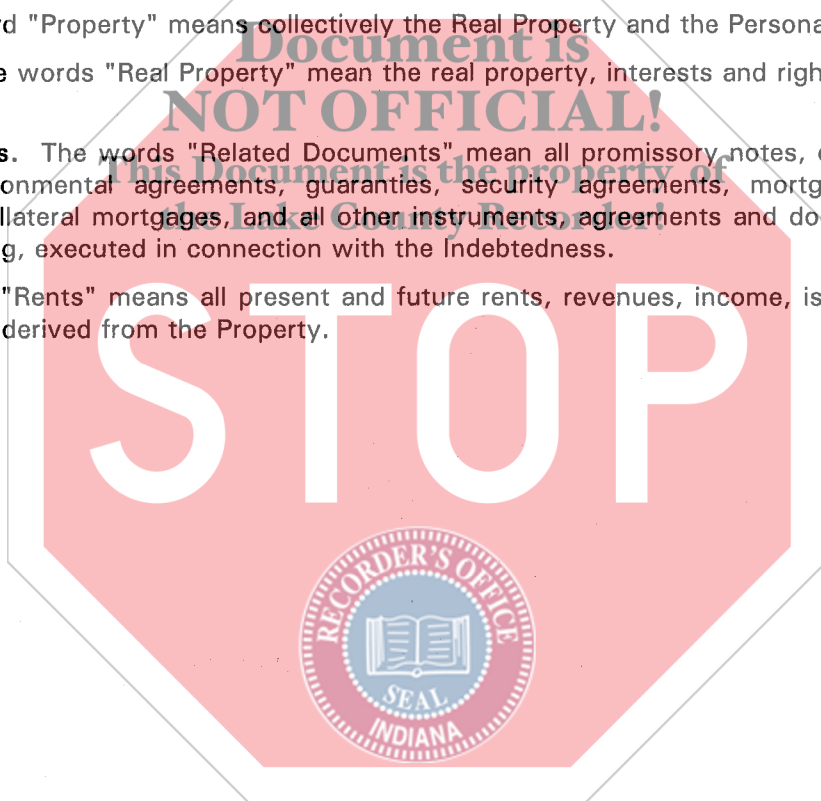 rd "Property" means collectively the Real Property and the Persona
Document is
e words "Real Property" mean the real property, interests and righ
NOT OFFICIAL!
s. The words "Related Documents" mean all promissory notes,
This Document is the property of
onmental agreements, guaranties, security agreements, mortg
llateral mortgages, and all other instruments, agreements and do
the Lake County Recorder!
g, executed in connection with the Indebtedness.
"Rents" means all present and future rents, revenues, income, is
derived from the Property.
STOP
RECORDER'S OFFICE
SEAL
INDIANA